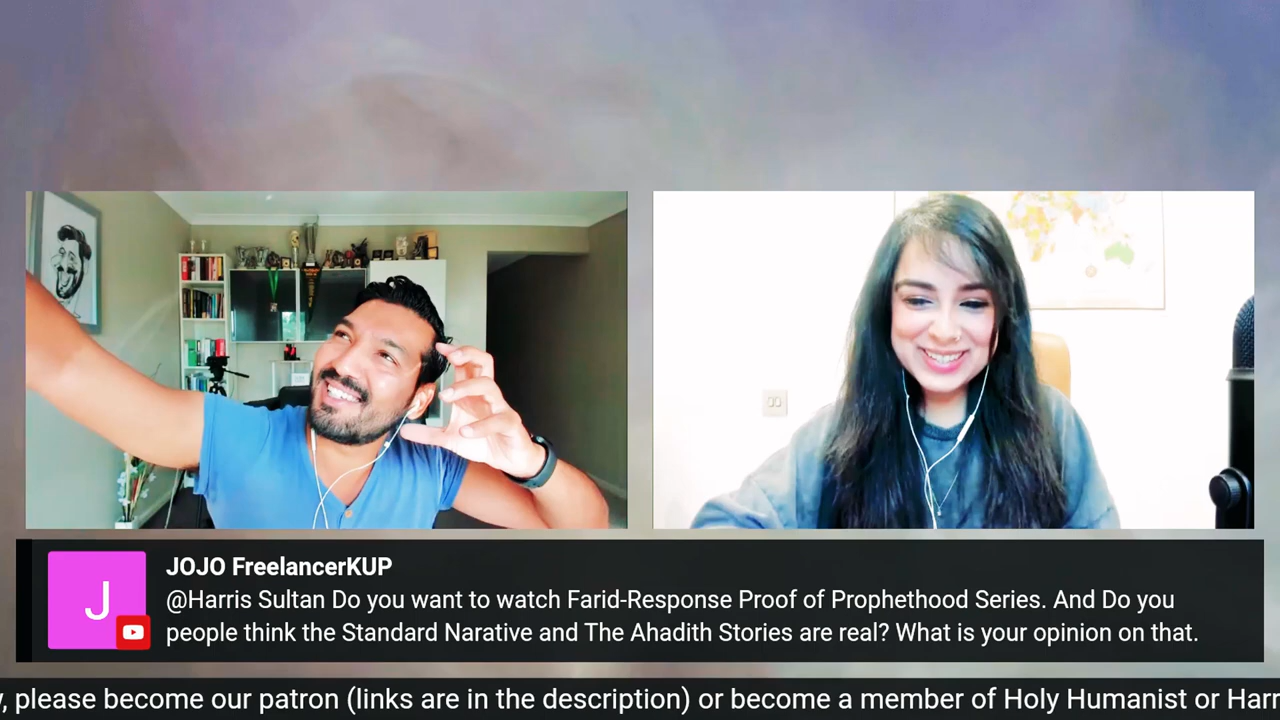 J
JOJO FreelancerKUP
@Harris Sultan Do you want to watch Farid-Response Proof of Prophethood Series. And Do you
people think the Standard Narative and The Ahadith Stories are real? What is your opinion on that.
, please become our patron (links are in the description) or become a member of Holy Humanist or Harr